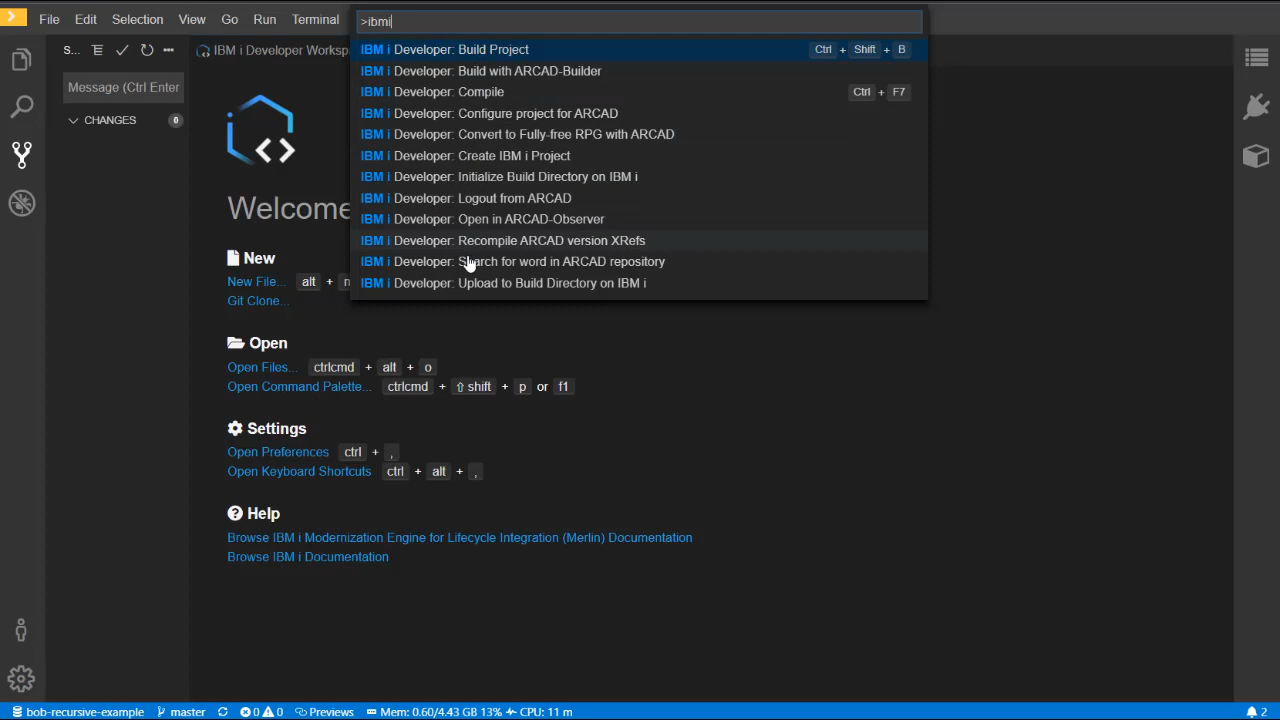 File Edit Selection View Go Run Terminal
>ibmi
IBM i Developer: Build Project Ctrl + Shift + B
IBM i Developer: Build with ARCAD-Builder
IBM i Developer: Compile Ctrl + F7
IBM i Developer: Configure project for ARCAD
IBM i Developer: Convert to Fully-free RPG with ARCAD
IBM i Developer: Create IBM i Project
IBM i Developer: Initialize Build Directory on IBM i
IBM i Developer: Logout from ARCAD
IBM i Developer: Open in ARCAD-Observer
IBM i Developer: Recompile ARCAD version XRefs
IBM i Developer: Search for word in ARCAD repository
IBM i Developer: Upload to Build Directory on IBM i
S...
Message (Ctrl Enter
CHANGES 0
IBM i Developer Worksp
Welcome
New
New File... alt + n
Git Clone...
Open
Open Files... ctrlcmd + alt + o
Open Command Palette... ctrlcmd + ⇧ shift + p or f1
Settings
Open Preferences ctrl + ,
Open Keyboard Shortcuts ctrl + alt + ,
Help
Browse IBM i Modernization Engine for Lifecycle Integration (Merlin) Documentation
Browse IBM i Documentation
bob-recursive-example master 0 0 Previews Mem: 0.60/4.43 GB 13% CPU: 11 m 2